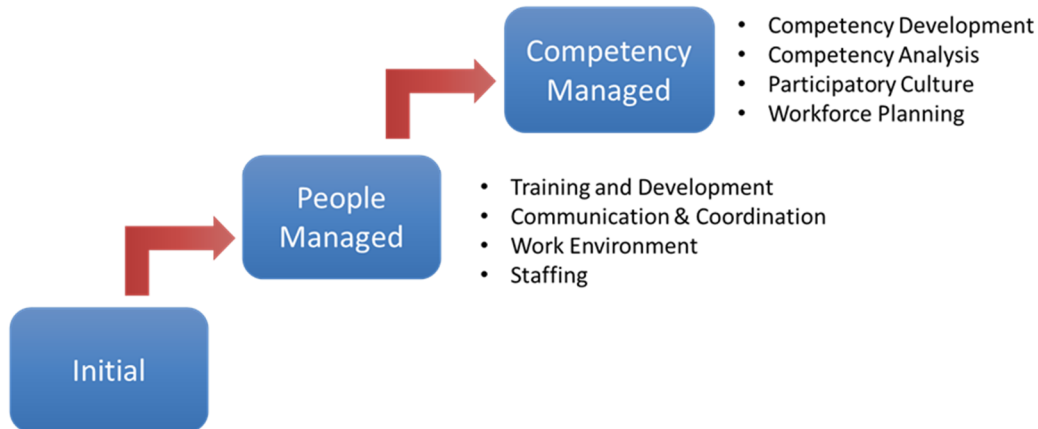 Competency
Managed
• Competency Development
• Competency Analysis
• Participatory Culture
• Workforce Planning
People
Managed
• Training and Development
• Communication & Coordination
• Work Environment
• Staffing
Initial